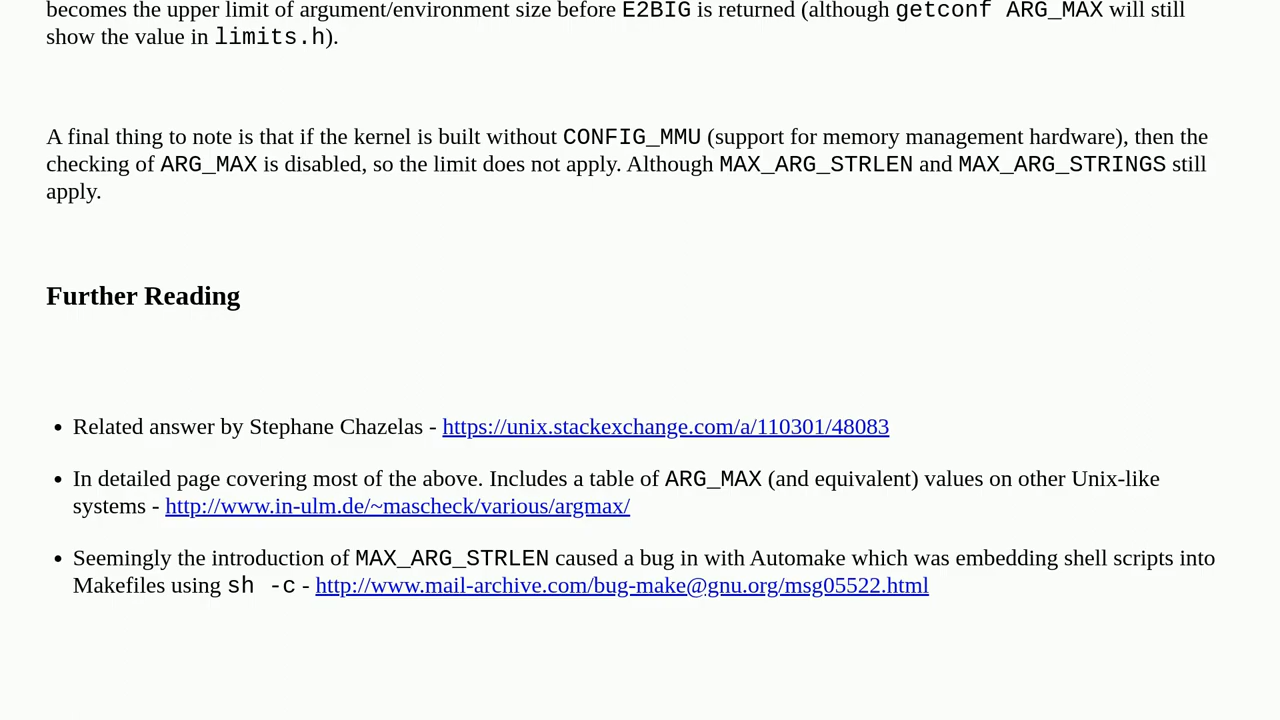 becomes the upper limit of argument/environment size before E2BIG is returned (although getconf ARG_MAX will still
show the value in limits.h).
A final thing to note is that if the kernel is built without CONFIG_MMU (support for memory management hardware), then the
checking of ARG_MAX is disabled, so the limit does not apply. Although MAX_ARG_STRLEN and MAX_ARG_STRINGS still
apply.
Further Reading
• Related answer by Stephane Chazelas - https://unix.stackexchange.com/a/110301/48083
• In detailed page covering most of the above. Includes a table of ARG_MAX (and equivalent) values on other Unix-like
systems - http://www.in-ulm.de/~mascheck/various/argmax/
• Seemingly the introduction of MAX_ARG_STRLEN caused a bug in with Automake which was embedding shell scripts into
Makefiles using sh -c - http://www.mail-archive.com/bug-make@gnu.org/msg05522.html